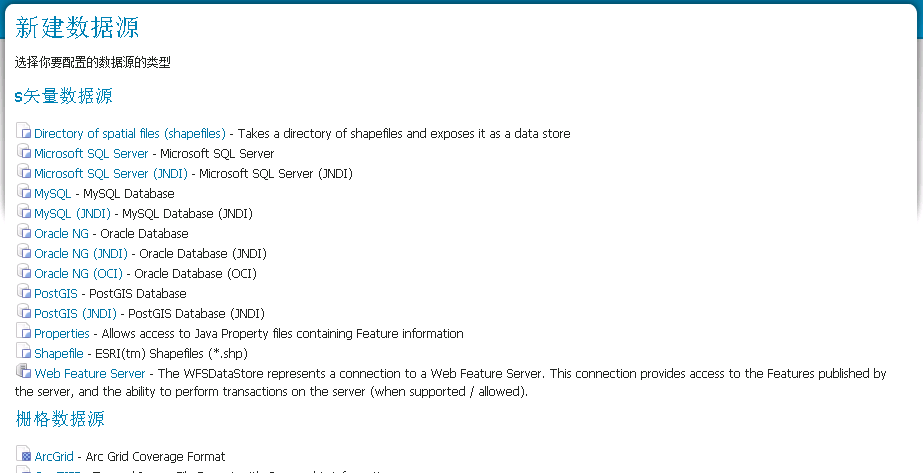 新建数据源
选择你要配置的数据源的类型
s矢量数据源
Directory of spatial files (shapefiles) - Takes a directory of shapefiles and exposes it as a data store
Microsoft SQL Server - Microsoft SQL Server
Microsoft SQL Server (JNDI) - Microsoft SQL Server (JNDI)
MySQL - MySQL Database
MySQL (JNDI) - MySQL Database (JNDI)
Oracle NG - Oracle Database
Oracle NG (JNDI) - Oracle Database (JNDI)
Oracle NG (OCI) - Oracle Database (OCI)
PostGIS - PostGIS Database
PostGIS (JNDI) - PostGIS Database (JNDI)
Properties - Allows access to Java Property files containing Feature information
Shapefile - ESRI(tm) Shapefiles (*.shp)
Web Feature Server - The WFSDataStore represents a connection to a Web Feature Server. This connection provides access to the Features published by
the server, and the ability to perform transactions on the server (when supported / allowed).
栅格数据源
ArcGrid - Arc Grid Coverage Format